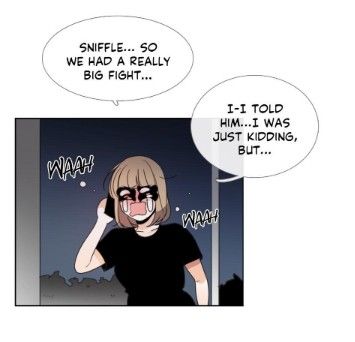 SNIFFLE... SO
WE HAD A REALLY
BIG FIGHT...
I-I TOLD
HIM...I WAS
JUST KIDDING,
BUT...
WAAH
WAAH